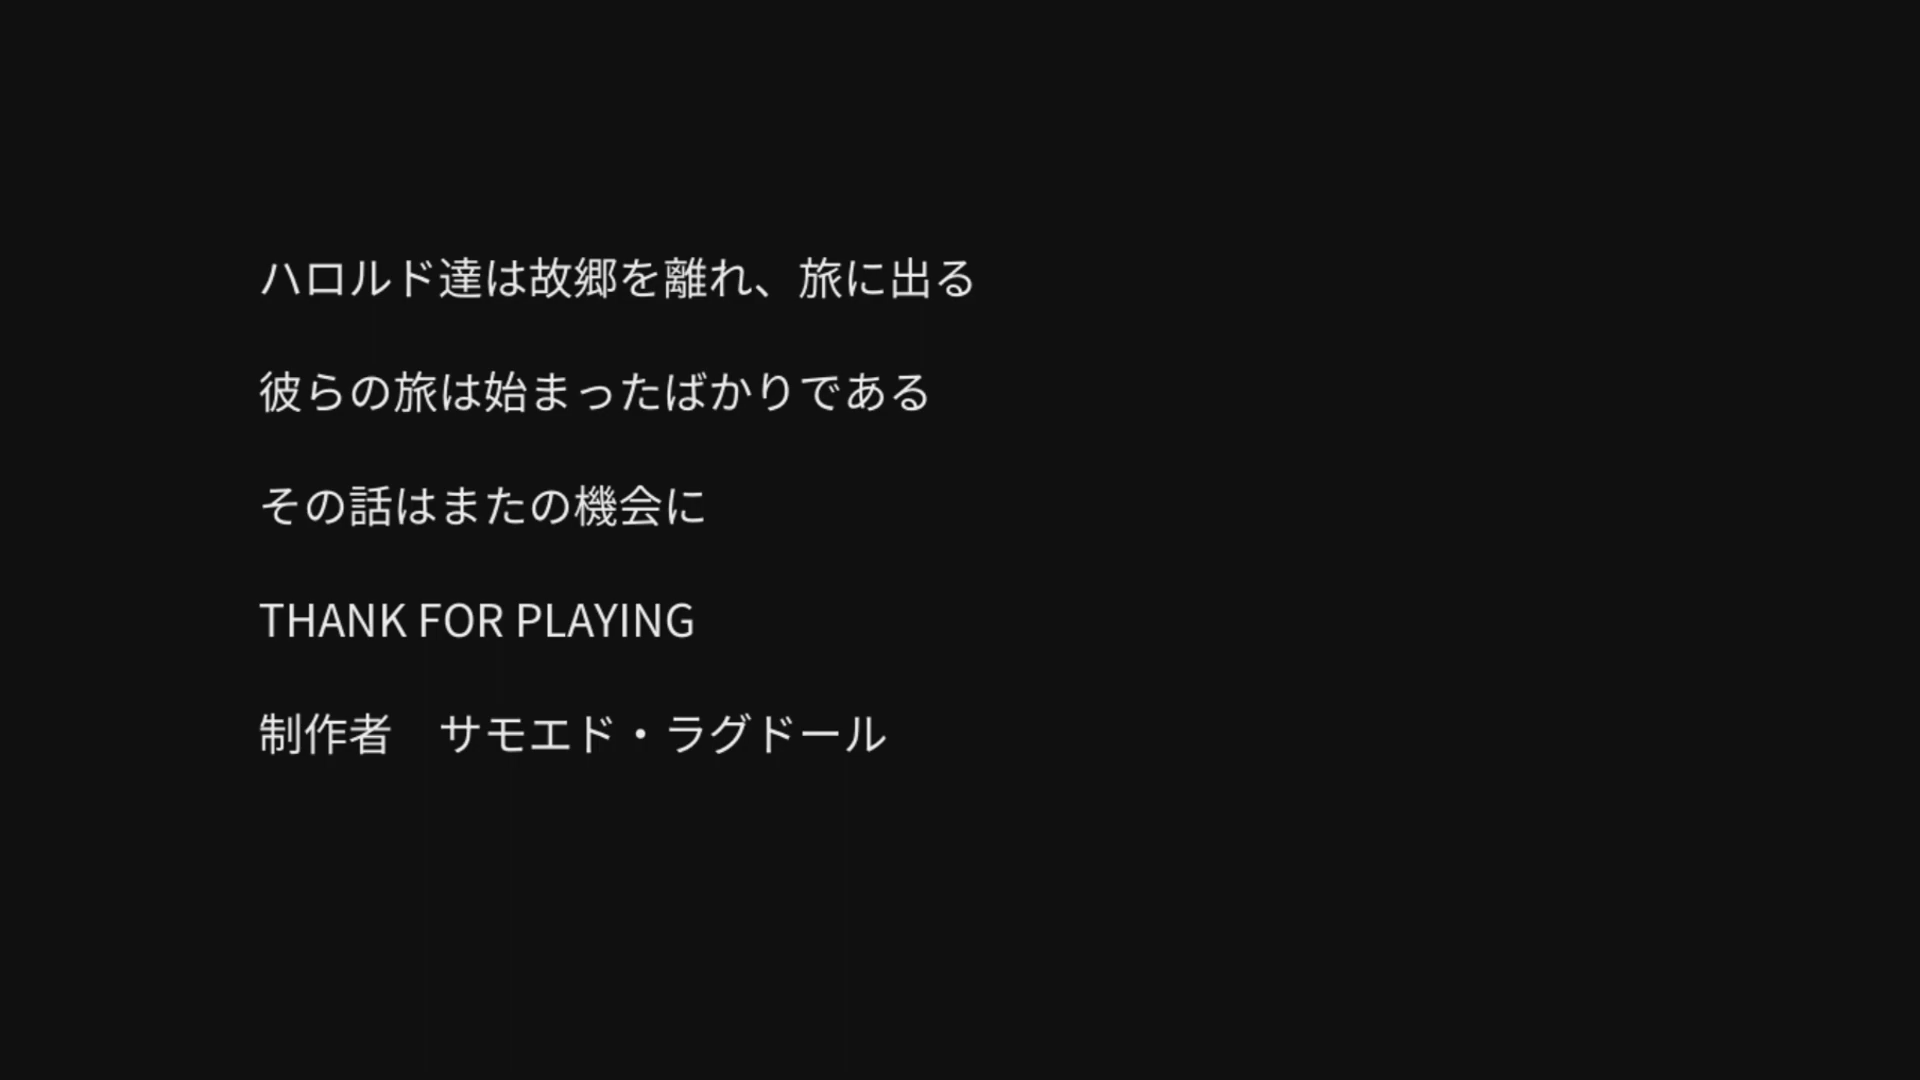 ハロルド達は故郷を離れ、旅に出る
彼らの旅は始まったばかりである
その話はまたの機会に
THANK FOR PLAYING
制作者　サモエド・ラグドール